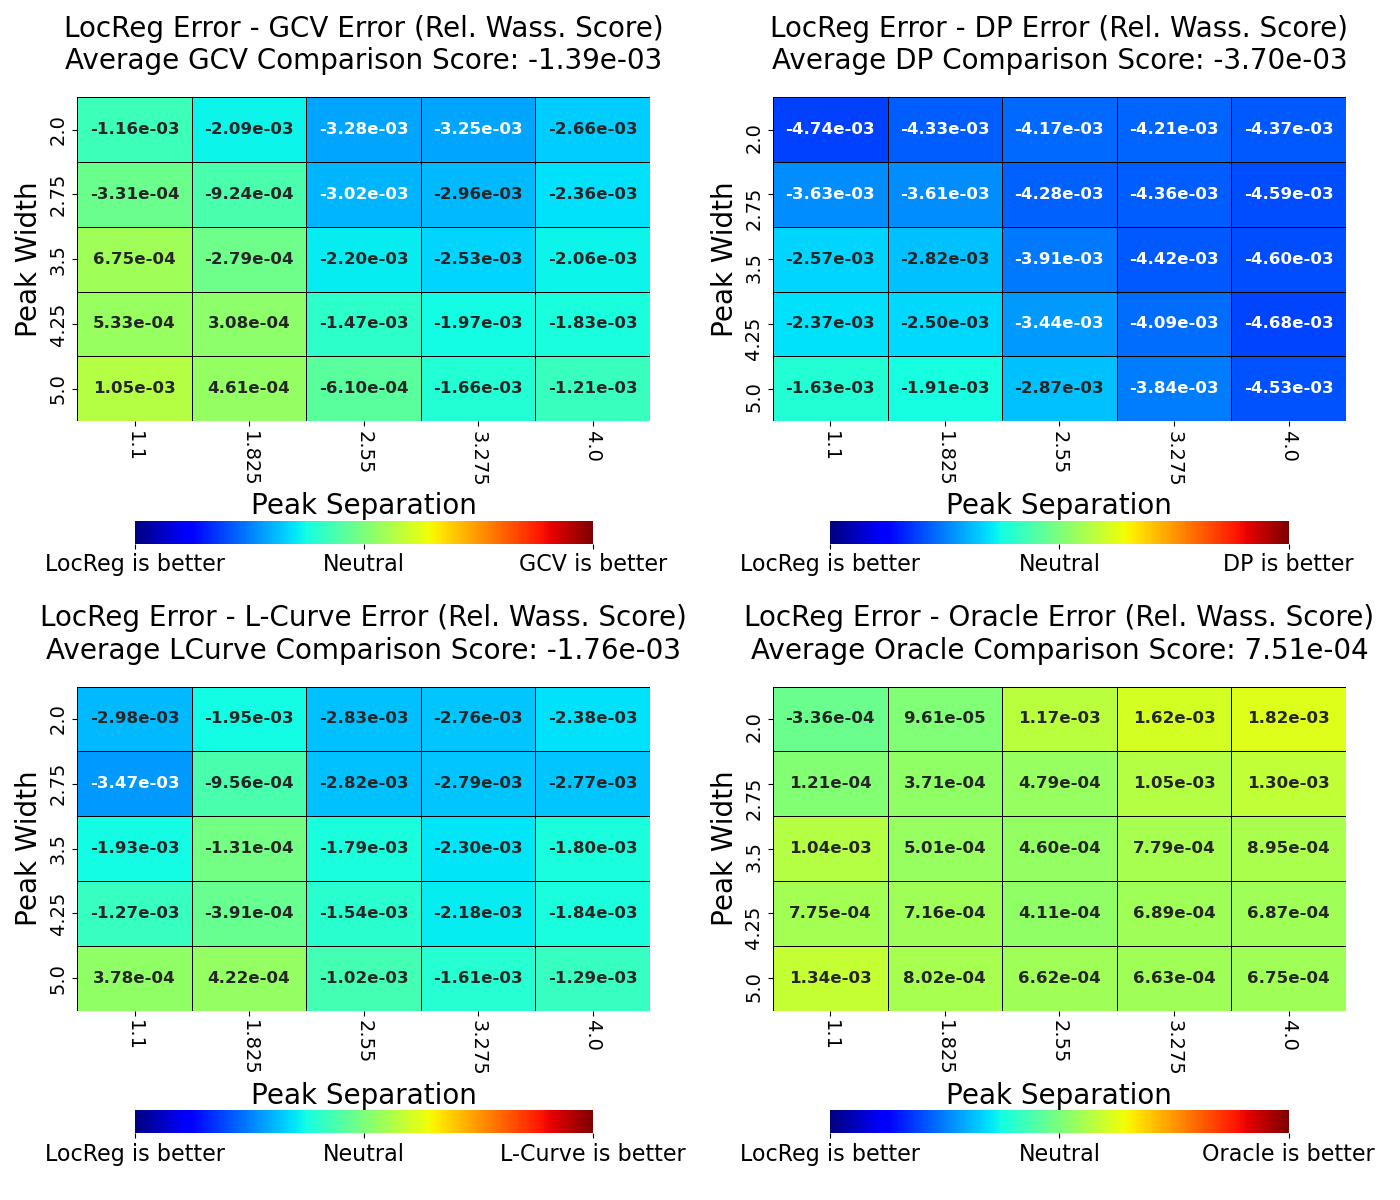 LocReg Error - GCV Error (Rel. Wass. Score)
Average GCV Comparison Score: -1.39e-03
Peak Width
2.0 -1.16e-03 -2.09e-03 -3.28e-03 -3.25e-03 -2.66e-03
2.75 -3.31e-04 -9.24e-04 -3.02e-03 -2.96e-03 -2.36e-03
3.5 6.75e-04 -2.79e-04 -2.20e-03 -2.53e-03 -2.06e-03
4.25 5.33e-04 3.08e-04 -1.47e-03 -1.97e-03 -1.83e-03
5.0 1.05e-03 4.61e-04 -6.10e-04 -1.66e-03 -1.21e-03
1.1 1.825 2.55 3.275 4.0
Peak Separation
LocReg is better Neutral GCV is better
LocReg Error - DP Error (Rel. Wass. Score)
Average DP Comparison Score: -3.70e-03
Peak Width
2.0 -4.74e-03 -4.33e-03 -4.17e-03 -4.21e-03 -4.37e-03
2.75 -3.63e-03 -3.61e-03 -4.28e-03 -4.36e-03 -4.59e-03
3.5 -2.57e-03 -2.82e-03 -3.91e-03 -4.42e-03 -4.60e-03
4.25 -2.37e-03 -2.50e-03 -3.44e-03 -4.09e-03 -4.68e-03
5.0 -1.63e-03 -1.91e-03 -2.87e-03 -3.84e-03 -4.53e-03
1.1 1.825 2.55 3.275 4.0
Peak Separation
LocReg is better Neutral DP is better
LocReg Error - L-Curve Error (Rel. Wass. Score)
Average LCurve Comparison Score: -1.76e-03
Peak Width
2.0 -2.98e-03 -1.95e-03 -2.83e-03 -2.76e-03 -2.38e-03
2.75 -3.47e-03 -9.56e-04 -2.82e-03 -2.79e-03 -2.77e-03
3.5 -1.93e-03 -1.31e-04 -1.79e-03 -2.30e-03 -1.80e-03
4.25 -1.27e-03 -3.91e-04 -1.54e-03 -2.18e-03 -1.84e-03
5.0 3.78e-04 4.22e-04 -1.02e-03 -1.61e-03 -1.29e-03
1.1 1.825 2.55 3.275 4.0
Peak Separation
LocReg is better Neutral L-Curve is better
LocReg Error - Oracle Error (Rel. Wass. Score)
Average Oracle Comparison Score: 7.51e-04
Peak Width
2.0 -3.36e-04 9.61e-05 1.17e-03 1.62e-03 1.82e-03
2.75 1.21e-04 3.71e-04 4.79e-04 1.05e-03 1.30e-03
3.5 1.04e-03 5.01e-04 4.60e-04 7.79e-04 8.95e-04
4.25 7.75e-04 7.16e-04 4.11e-04 6.89e-04 6.87e-04
5.0 1.34e-03 8.02e-04 6.62e-04 6.63e-04 6.75e-04
1.1 1.825 2.55 3.275 4.0
Peak Separation
LocReg is better Neutral Oracle is better